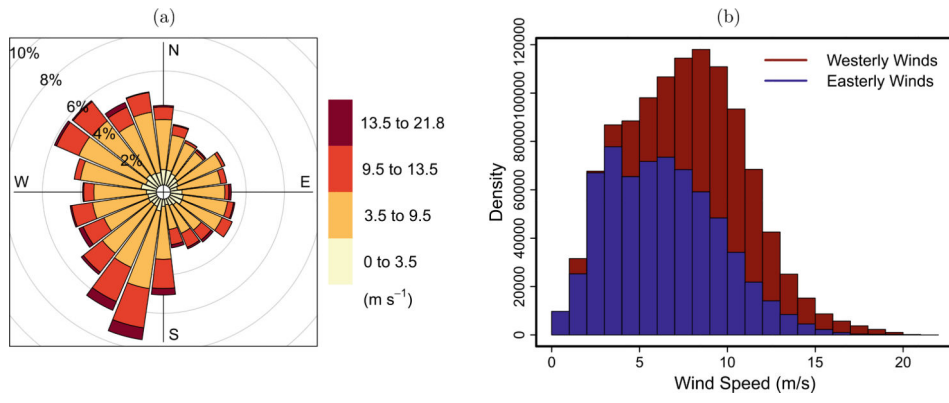 (a)
N
10%
8%
6%
4%
2%
W
E
S
13.5 to 21.8
9.5 to 13.5
3.5 to 9.5
0 to 3.5
(m s⁻¹)
(b)
Westerly Winds
Easterly Winds
Density
120000
100000
80000
60000
40000
20000
0
0 5 10 15 20
Wind Speed (m/s)